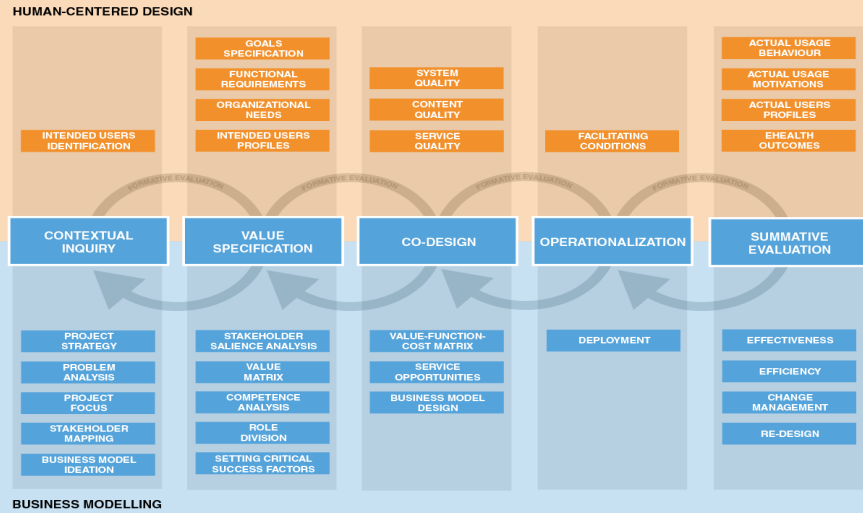 HUMAN-CENTERED DESIGN
INTENDED USERS
IDENTIFICATION
GOALS
SPECIFICATION
FUNCTIONAL
REQUIREMENTS
ORGANIZATIONAL
NEEDS
INTENDED USERS
PROFILES
SYSTEM
QUALITY
CONTENT
QUALITY
SERVICE
QUALITY
FACILITATING
CONDITIONS
ACTUAL USAGE
BEHAVIOUR
ACTUAL USAGE
MOTIVATIONS
ACTUAL USERS
PROFILES
EHEALTH
OUTCOMES
FORMATIVE EVALUATION
FORMATIVE EVALUATION
FORMATIVE EVALUATION
FORMATIVE EVALUATION
CONTEXTUAL
INQUIRY
VALUE
SPECIFICATION
CO-DESIGN
OPERATIONALIZATION
SUMMATIVE
EVALUATION
PROJECT
STRATEGY
PROBLEM
ANALYSIS
PROJECT
FOCUS
STAKEHOLDER
MAPPING
BUSINESS MODEL
IDEATION
STAKEHOLDER
SALIENCE ANALYSIS
VALUE
MATRIX
COMPETENCE
ANALYSIS
ROLE
DIVISION
SETTING CRITICAL
SUCCESS FACTORS
VALUE-FUNCTION-
COST MATRIX
SERVICE
OPPORTUNITIES
BUSINESS MODEL
DESIGN
DEPLOYMENT
EFFECTIVENESS
EFFICIENCY
CHANGE
MANAGEMENT
RE-DESIGN
BUSINESS MODELLING